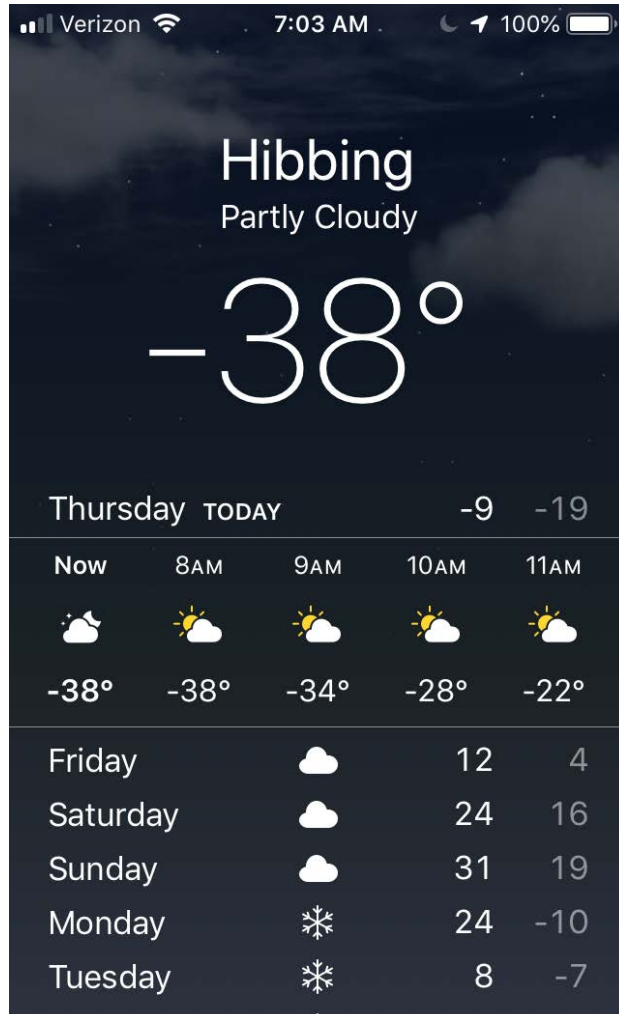 Verizon 7:03 AM 100%
Hibbing
Partly Cloudy
-38°
Thursday TODAY -9 -19
Now 8AM 9AM 10AM 11AM
-38° -38° -34° -28° -22°
Friday 12 4
Saturday 24 16
Sunday 31 19
Monday 24 -10
Tuesday 8 -7